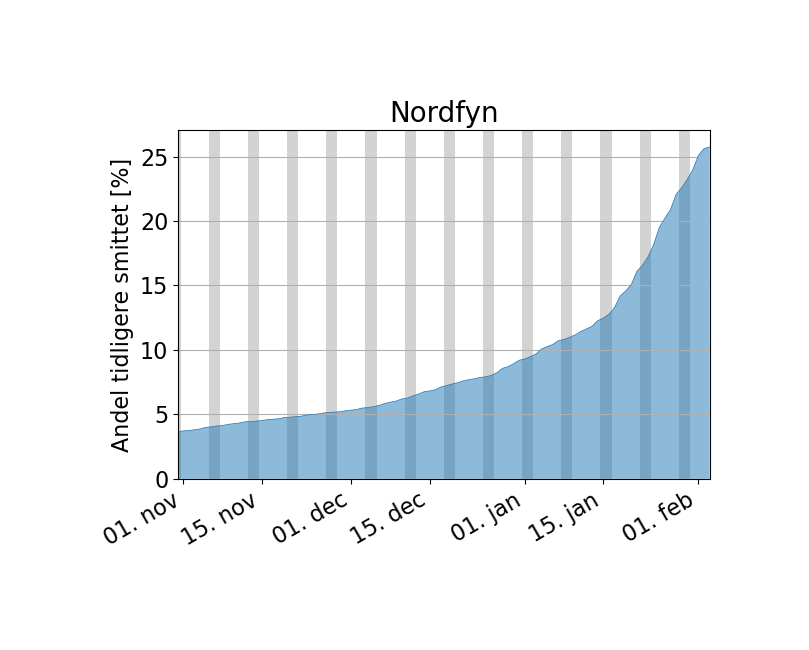 Nordfyn
Andel tidligere smittet [%]
25
20
15
10
5
0
01. nov
15. nov
01. dec
15. dec
01. jan
15. jan
01. feb